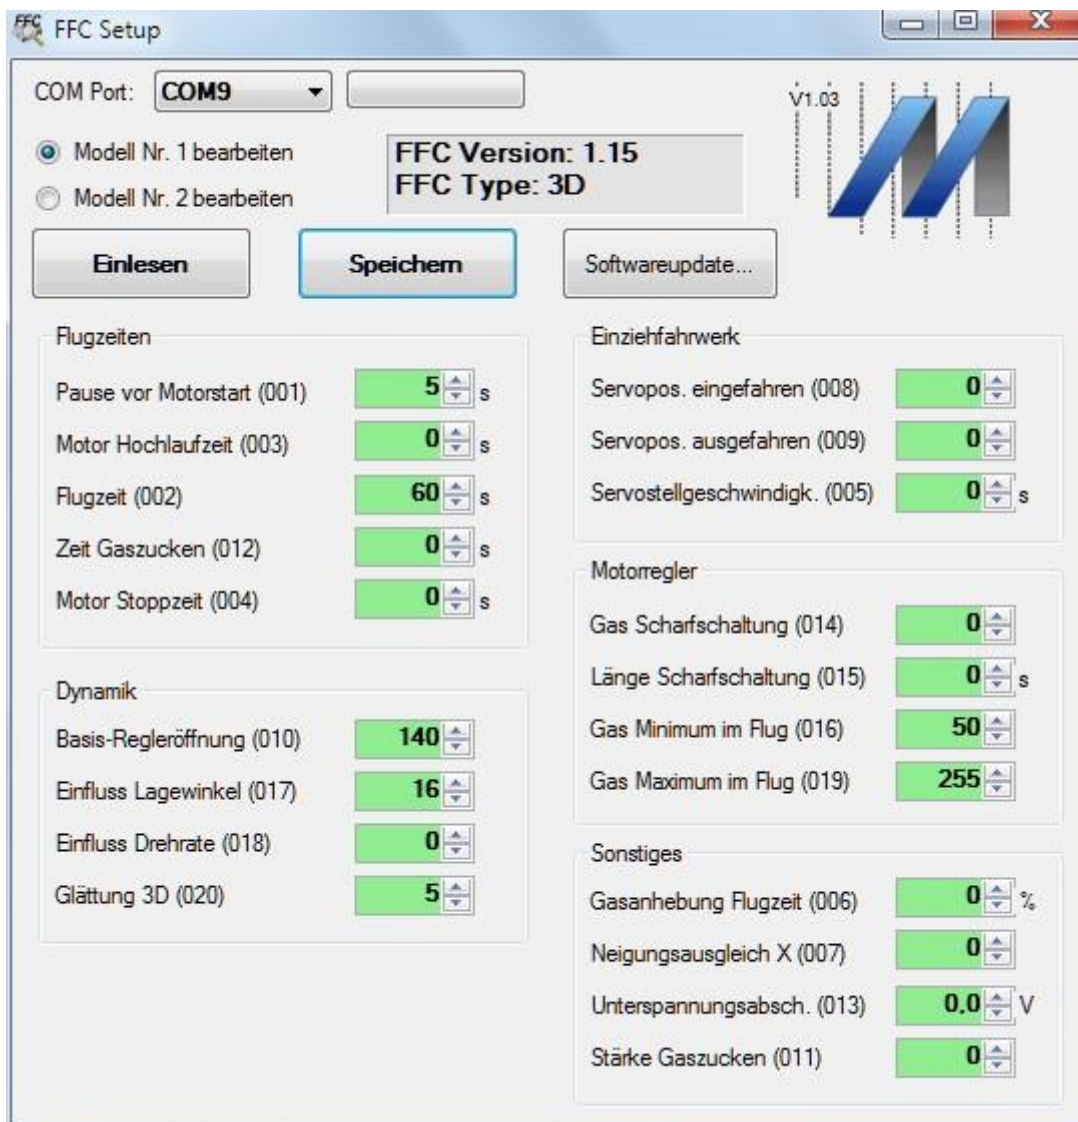 FFC FFC Setup
COM Port: COM9
V1.03
Modell Nr. 1 bearbeiten
Modell Nr. 2 bearbeiten
FFC Version: 1.15
FFC Type: 3D
Einlesen
Speichern
Softwareupdate...
Flugzeiten
Pause vor Motorstart (001) 5 s
Motor Hochlaufzeit (003) 0 s
Flugzeit (002) 60 s
Zeit Gaszucken (012) 0 s
Motor Stoppzeit (004) 0 s
Dynamik
Basis-Regleröffnung (010) 140
Einfluss Lagewinkel (017) 16
Einfluss Drehrate (018) 0
Glättung 3D (020) 5
Einziehfahrwerk
Servopos. eingefahren (008) 0
Servopos. ausgefahren (009) 0
Servostellgeschwindigk. (005) 0 s
Motorregler
Gas Scharfschaltung (014) 0
Länge Scharfschaltung (015) 0 s
Gas Minimum im Flug (016) 50
Gas Maximum im Flug (019) 255
Sonstiges
Gasanhebung Flugzeit (006) 0 %
Neigungsausgleich X (007) 0
Unterspannungsabsch. (013) 0.0 V
Stärke Gaszucken (011) 0